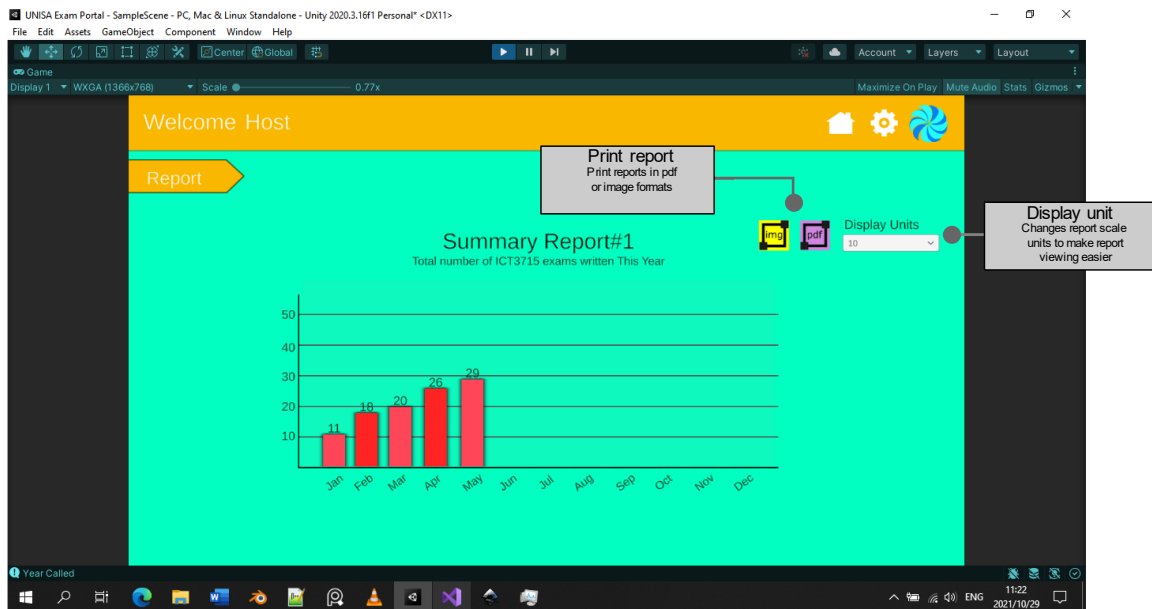 UNISA Exam Portal - SampleScene - PC, Mac & Linux Standalone - Unity 2020.3.16f1 Personal* <DX11>
File Edit Assets GameObject Component Window Help
Center Global Account Layers Layout
Game
Display 1 WXGA (1366x768) Scale 0.77x Maximize On Play Mute Audio Stats Gizmos
Welcome Host
Report
Print report
Print reports in pdf
or image formats
img pdf
Display Units
10
Display unit
Changes report scale
units to make report
viewing easier
Summary Report#1
Total number of ICT3715 exams written This Year
50
40
30
20
10
11 18 20 26 29
Jan Feb Mar Apr May Jun Jul Aug Sep Oct Nov Dec
Year Called
ENG 11:22
2021/10/29